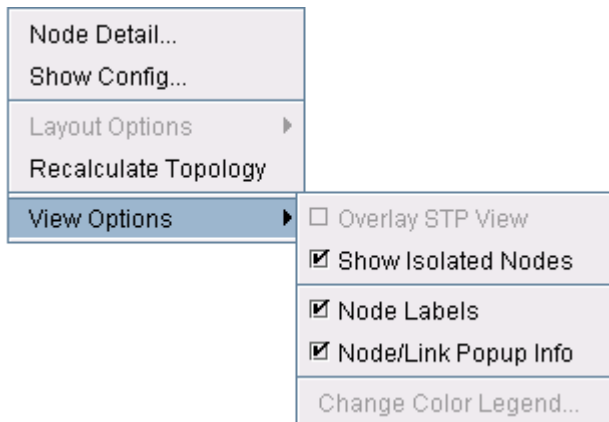 Node Detail...
Show Config...
Layout Options
Recalculate Topology
View Options
Overlay STP View
Show Isolated Nodes
Node Labels
Node/Link Popup Info
Change Color Legend...